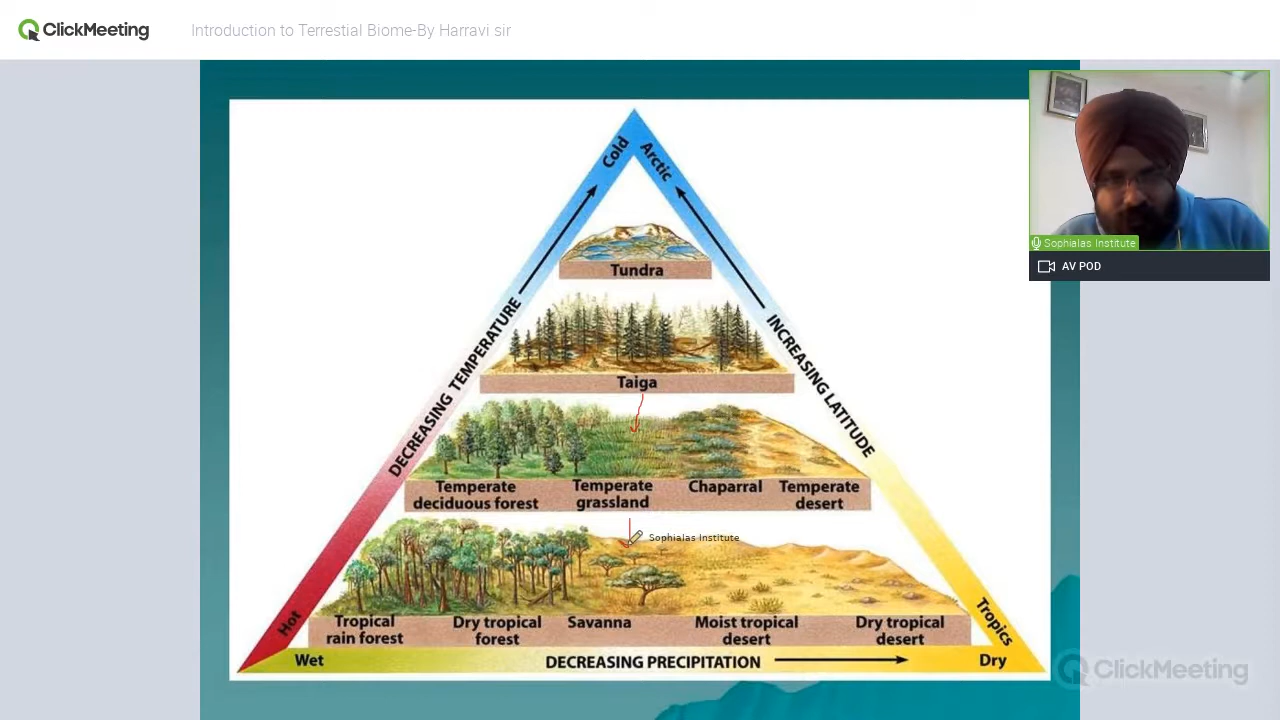 ClickMeeting
Introduction to Terrestial Biome-By Harravi sir
Sophialas Institute
AV POD
Cold
Arctic
DECREASING TEMPERATURE
INCREASING LATITUDE
Tundra
Taiga
Temperate
deciduous forest
Temperate
grassland
Chaparral
Temperate
desert
Sophialas Institute
Hot
Tropics
Tropical
rain forest
Dry tropical
forest
Savanna
Moist tropical
desert
Dry tropical
desert
Wet
DECREASING PRECIPITATION
Dry
ClickMeeting